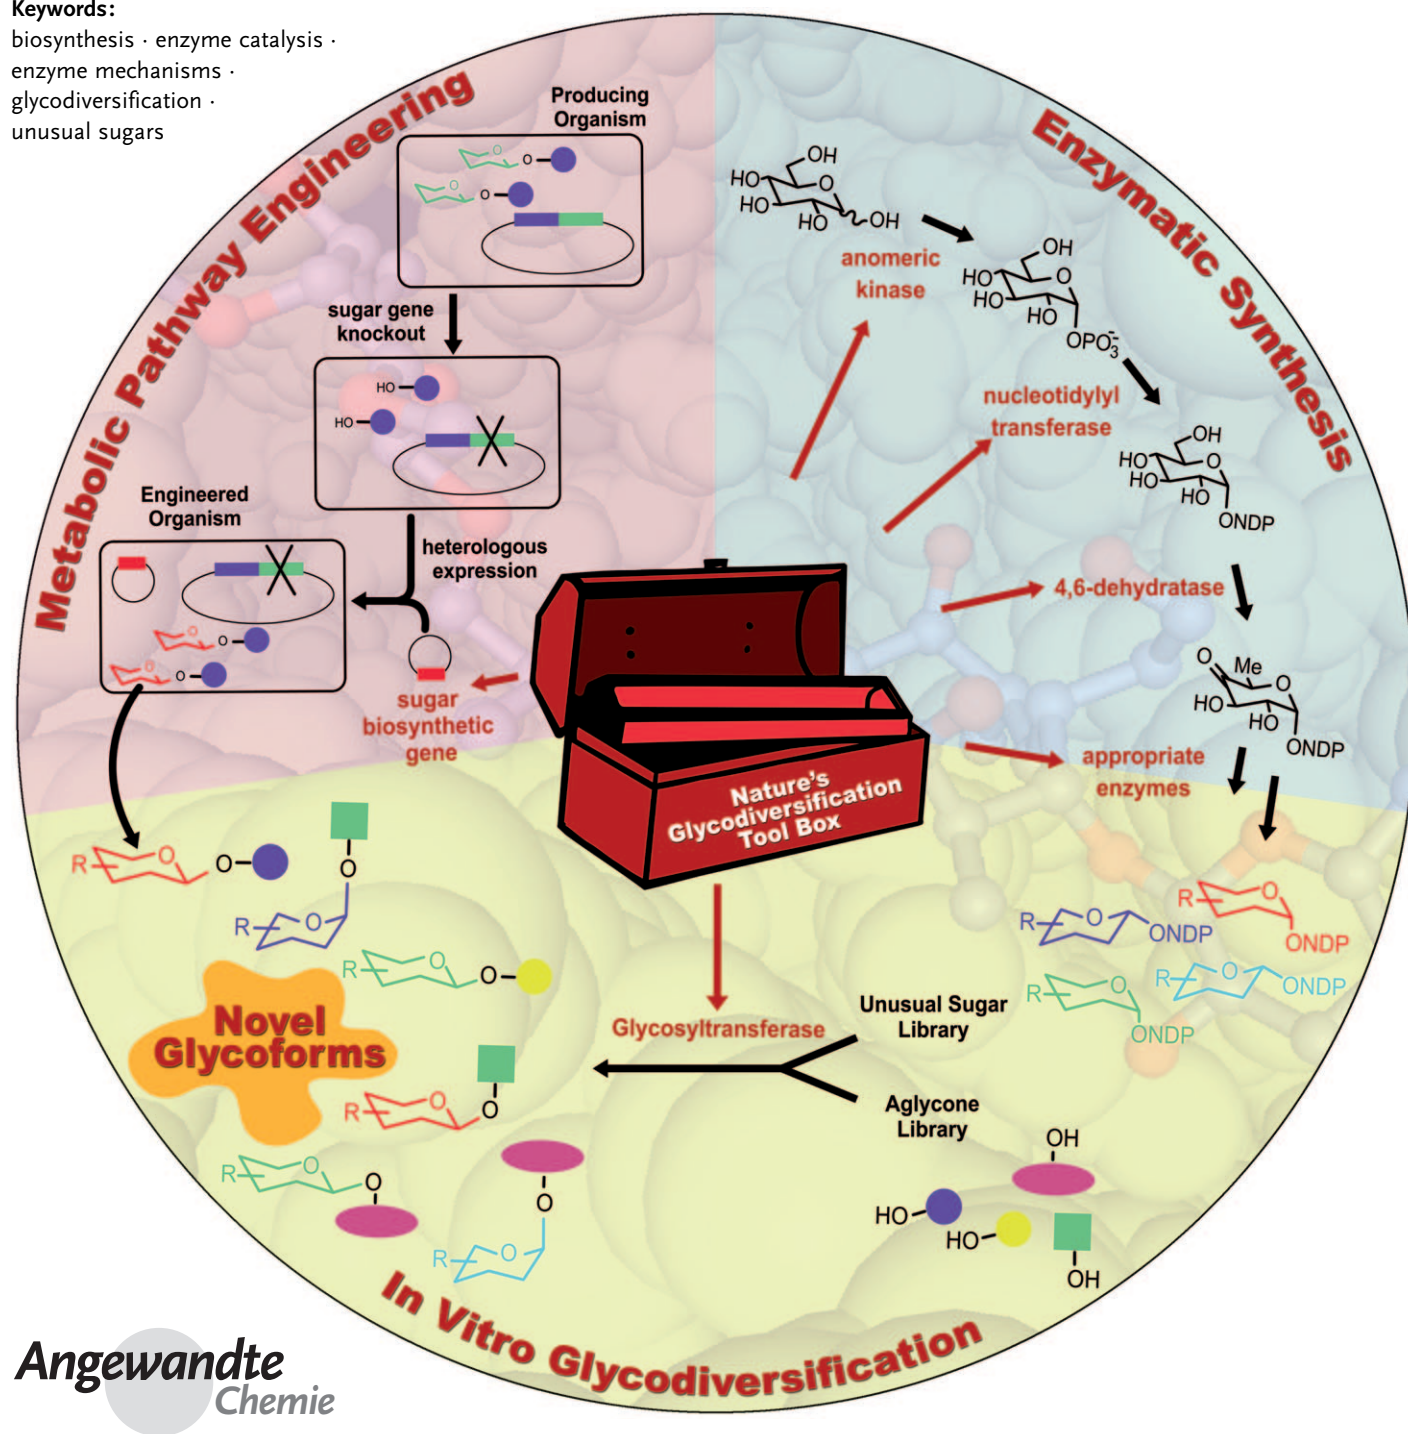 Keywords:
biosynthesis · enzyme catalysis ·
enzyme mechanisms ·
glycodiversification ·
unusual sugars
Metabolic Pathway Engineering
Producing
Organism
O
O
O
O
sugar gene
knockout
HO
HO
Engineered
Organism
heterologous
expression
O
O
O
O
sugar
biosynthetic
gene
Enzymatic Synthesis
OH
HO
O
HO
HO
OH
anomeric
kinase
OH
HO
O
HO
HO
OPO3-
nucleotidylyl
transferase
OH
HO
O
HO
HO
ONDP
4,6-dehydratase
O
Me
O
HO
HO
ONDP
appropriate
enzymes
Nature's
Glycodiversification
Tool Box
R
O
ONDP
R
O
ONDP
R
O
ONDP
R
O
ONDP
Glycosyltransferase
Unusual Sugar
Library
Aglycone
Library
OH
HO
HO
OH
R
O
O
O
R
O
R
O
O
Novel
Glycoforms
R
O
O
R
O
O
O
R
O
In Vitro Glycodiversification
Angewandte
Chemie